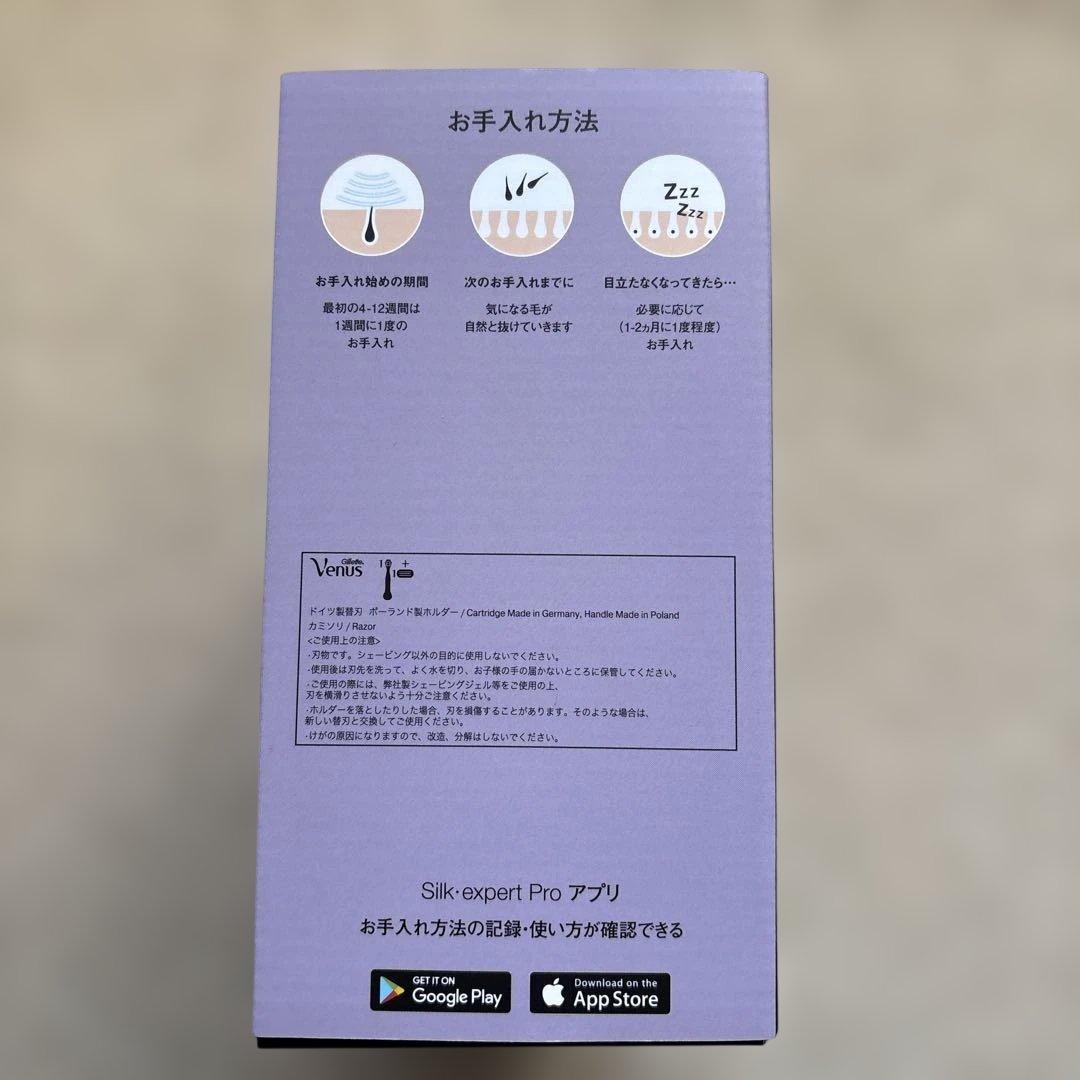 お手入れ方法
Zzz
Zzz
お手入れ始めの期間
最初の4-12週間は
1週間に1度の
お手入れ
次のお手入れまでに
気になる毛が
自然と抜けていきます
目立たなくなってきたら…
必要に応じて
（1-2ヵ月に1度程度）
お手入れ
Gillette
Venus
1 + 1
ドイツ製替刃 ポーランド製ホルダー / Cartridge Made in Germany, Handle Made in Poland
カミソリ / Razor
<ご使用上の注意>
・刃物です。シェービング以外の目的に使用しないでください。
・使用後は刃先を洗って、よく水を切り、お子様の手の届かないところに保管してください。
・ご使用の際には、弊社製シェービングジェル等をご使用の上、
刃を横滑りさせないよう十分ご注意ください。
・ホルダーを落としたりした場合、刃を損傷することがあります。そのような場合は、
新しい替刃と交換してご使用ください。
・けがの原因になりますので、改造、分解はしないでください。
Silk・expert Pro アプリ
お手入れ方法の記録・使い方が確認できる
GET IT ON
Google Play
Download on the
App Store